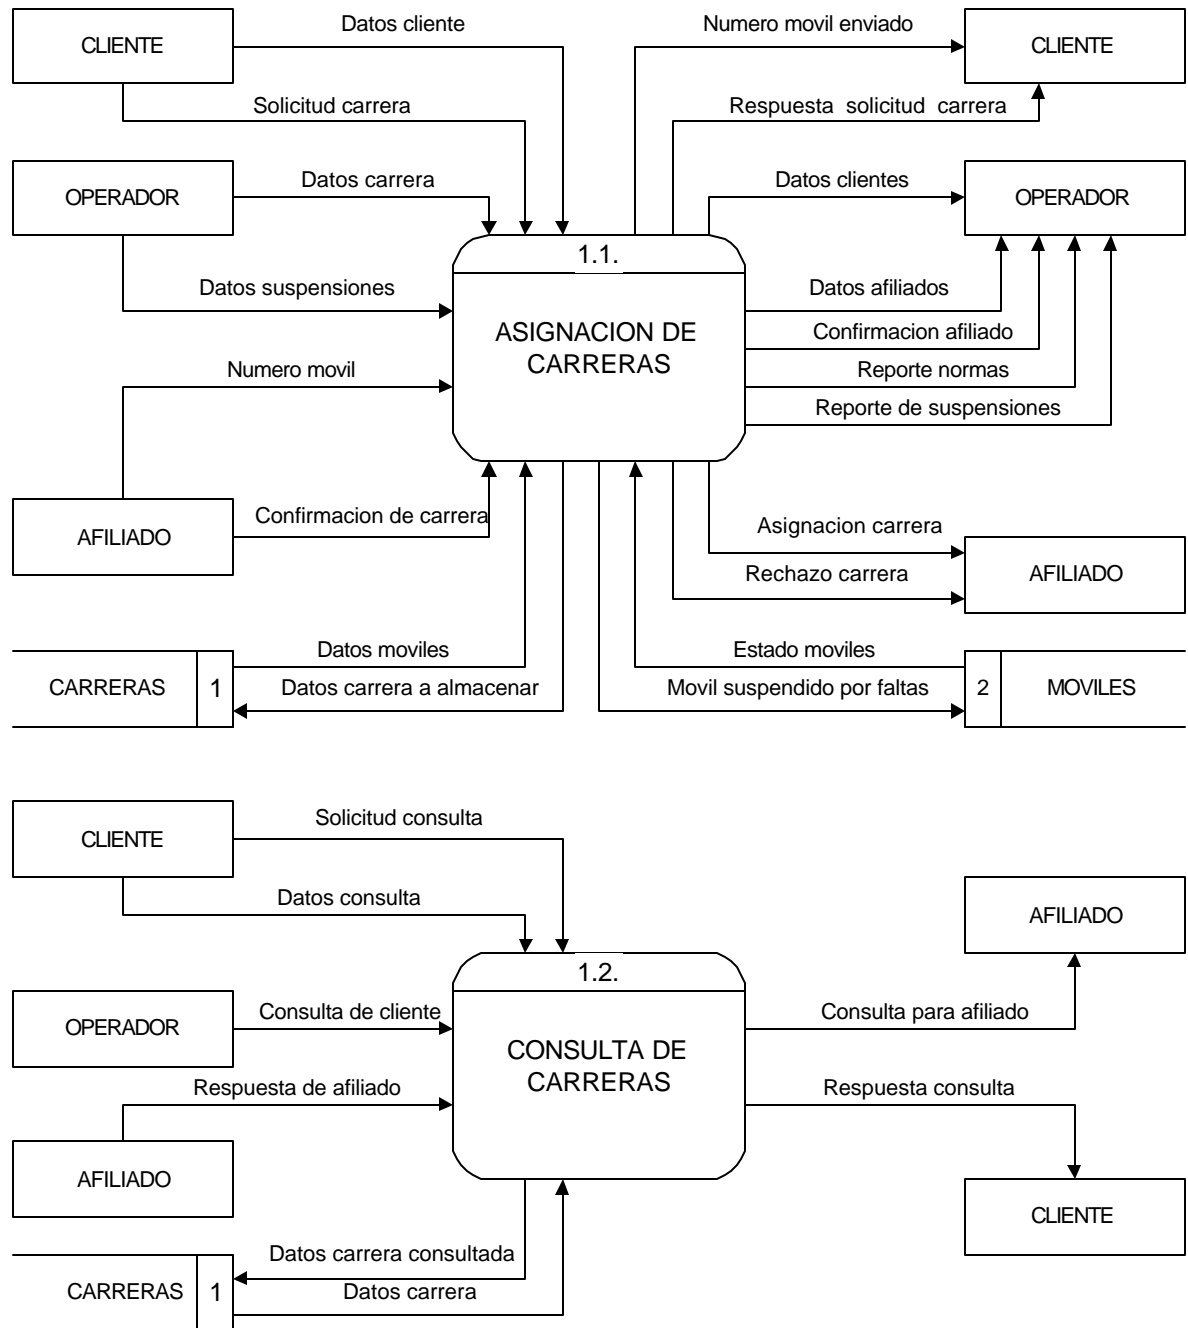 Datos cliente
Numero movil enviado
CLIENTE
CLIENTE
Solicitud carrera
Respuesta solicitud carrera
Datos carrera
Datos clientes
OPERADOR
OPERADOR
1.1.
Datos suspensiones
Datos afiliados
ASIGNACION DE
CARRERAS
Confirmacion afiliado
Numero movil
Reporte normas
Reporte de suspensiones
Confirmacion de carrera
Asignacion carrera
AFILIADO
Rechazo carrera
AFILIADO
Datos moviles
Estado moviles
CARRERAS 1
Datos carrera a almacenar
Movil suspendido por faltas
2 MOVILES
Solicitud consulta
CLIENTE
Datos consulta
AFILIADO
1.2.
OPERADOR
Consulta de cliente
Consulta para afiliado
CONSULTA DE
CARRERAS
Respuesta de afiliado
Respuesta consulta
AFILIADO
CLIENTE
Datos carrera consultada
CARRERAS 1
Datos carrera